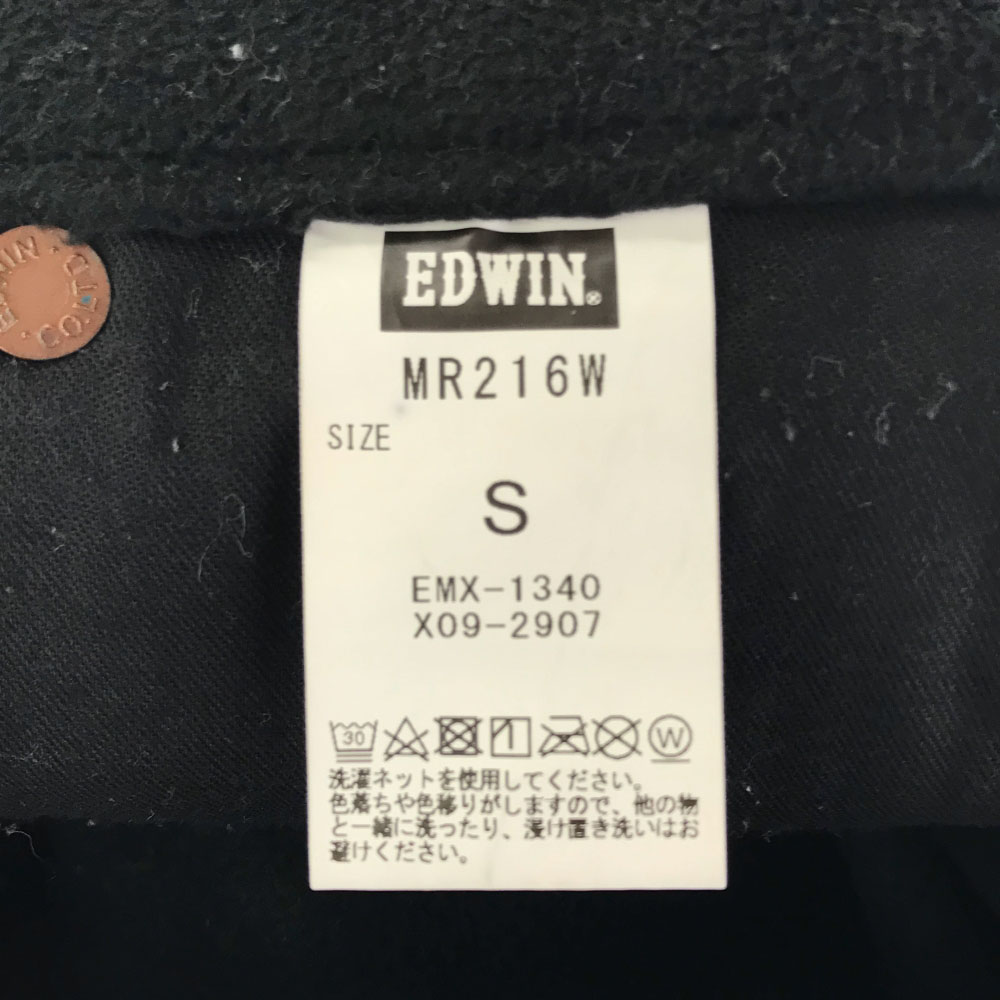 EDWIN®
MR216W
SIZE
S
EMX-1340
X09-2907
30
W
洗濯ネットを使用してください。
色落ちや色移りがしますので、他の物
と一緒に洗ったり、浸け置き洗いはお
避けください。